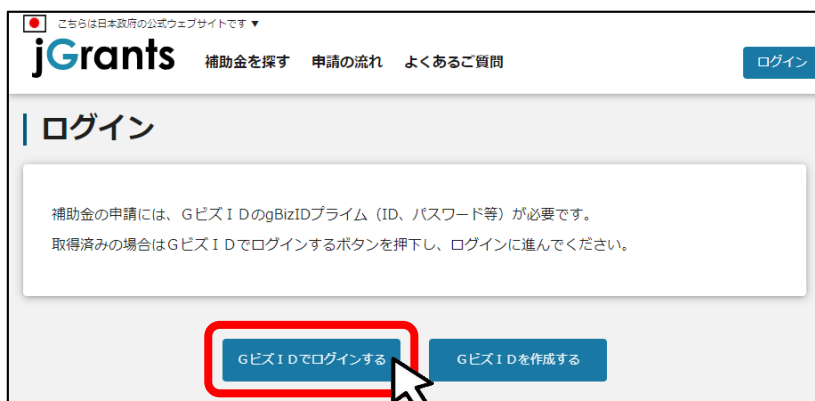 こちらは日本政府の公式ウェブサイトです ▼
jGrants 補助金を探す 申請の流れ よくあるご質問 ログイン
ログイン
補助金の申請には、GビズIDのgBizIDプライム(ID、パスワード等)が必要です。
取得済みの場合はGビズIDでログインするボタンを押下し、ログインに進んでください。
GビズIDでログインする GビズIDを作成する